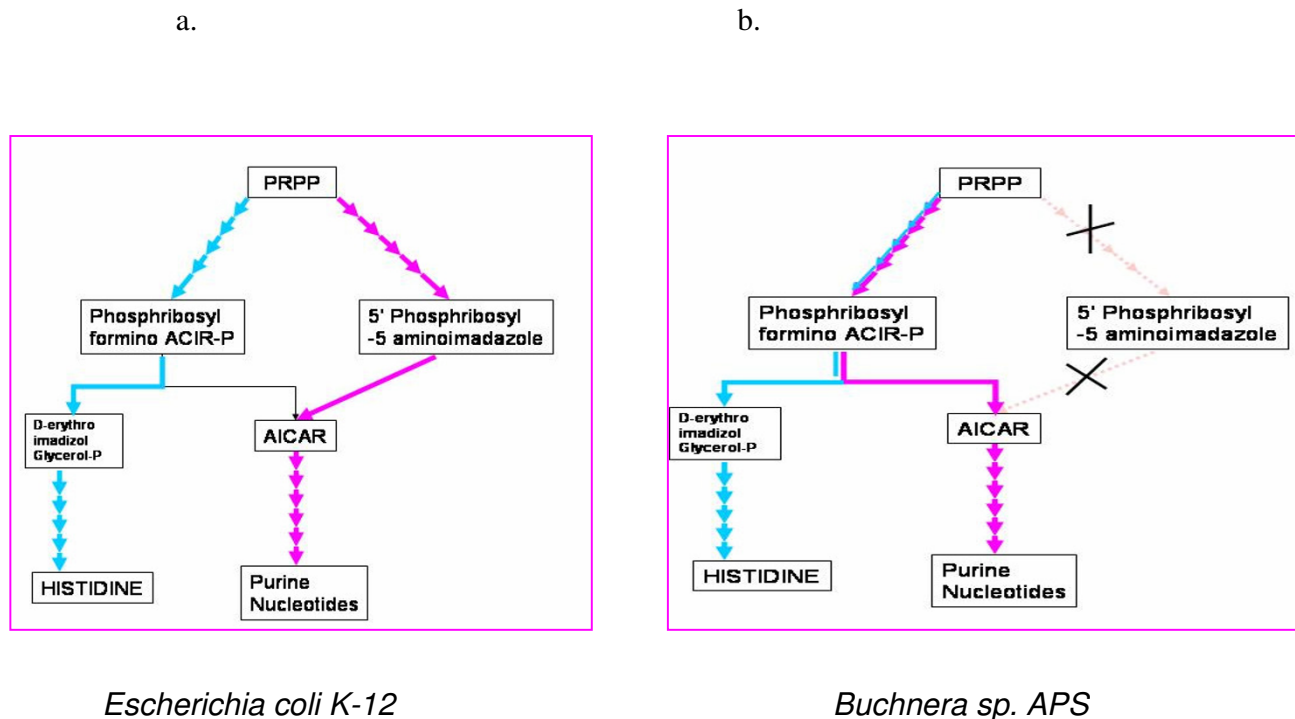 a.
b.
PRPP
Phosphribosyl
formino ACIR-P
5' Phosphribosyl
-5 aminoimadazole
D-erythro
imadizol
Glycerol-P
AICAR
HISTIDINE
Purine
Nucleotides
PRPP
Phosphribosyl
formino ACIR-P
5' Phosphribosyl
-5 aminoimadazole
D-erythro
imadizol
Glycerol-P
AICAR
HISTIDINE
Purine
Nucleotides
Escherichia coli K-12
Buchnera sp. APS